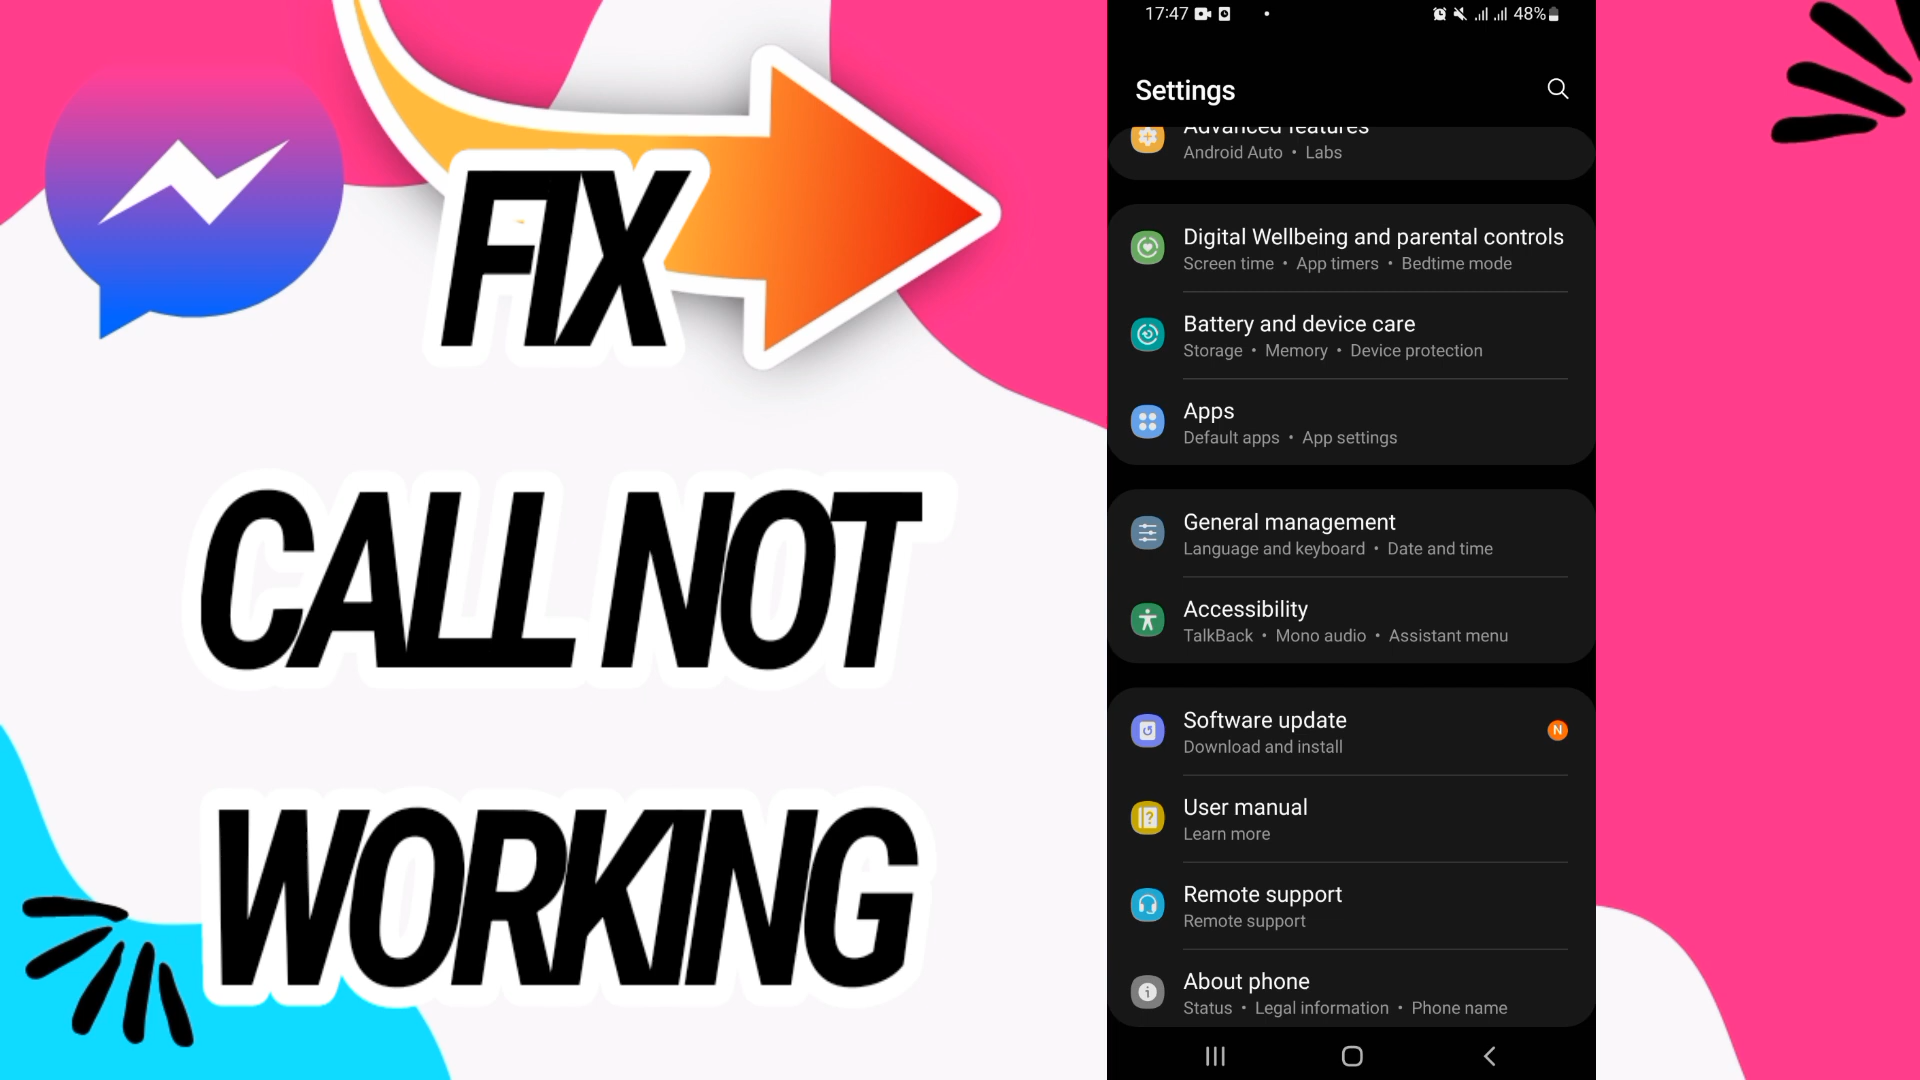 FIX
CALL NOT
WORKING
17:47
48%
Settings
Advanced features
Android Auto • Labs
Digital Wellbeing and parental controls
Screen time • App timers • Bedtime mode
Battery and device care
Storage • Memory • Device protection
Apps
Default apps • App settings
General management
Language and keyboard • Date and time
Accessibility
TalkBack • Mono audio • Assistant menu
Software update
N
Download and install
User manual
Learn more
Remote support
Remote support
About phone
Status • Legal information • Phone name